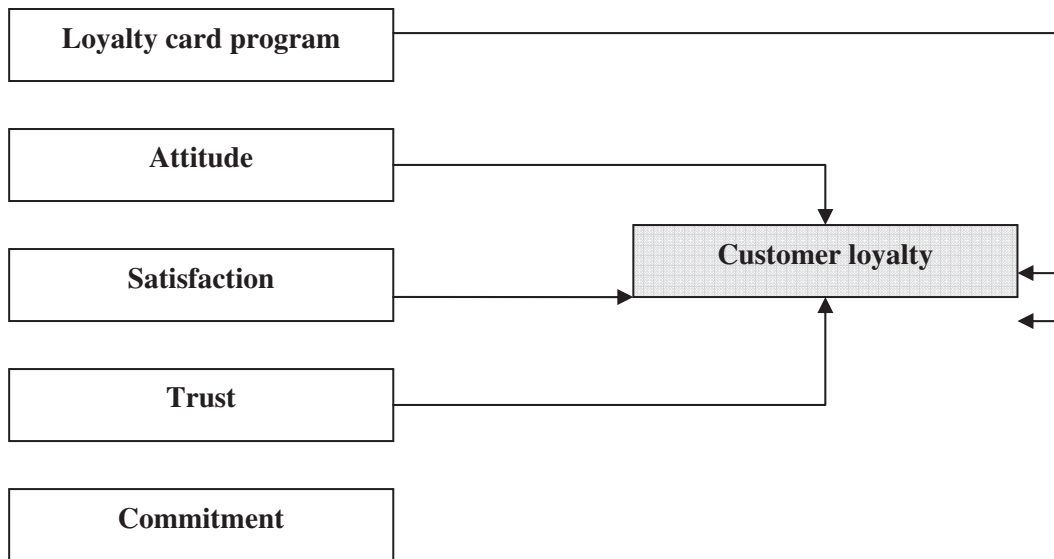 Loyalty card program
Attitude
Customer loyalty
Satisfaction
Trust
Commitment